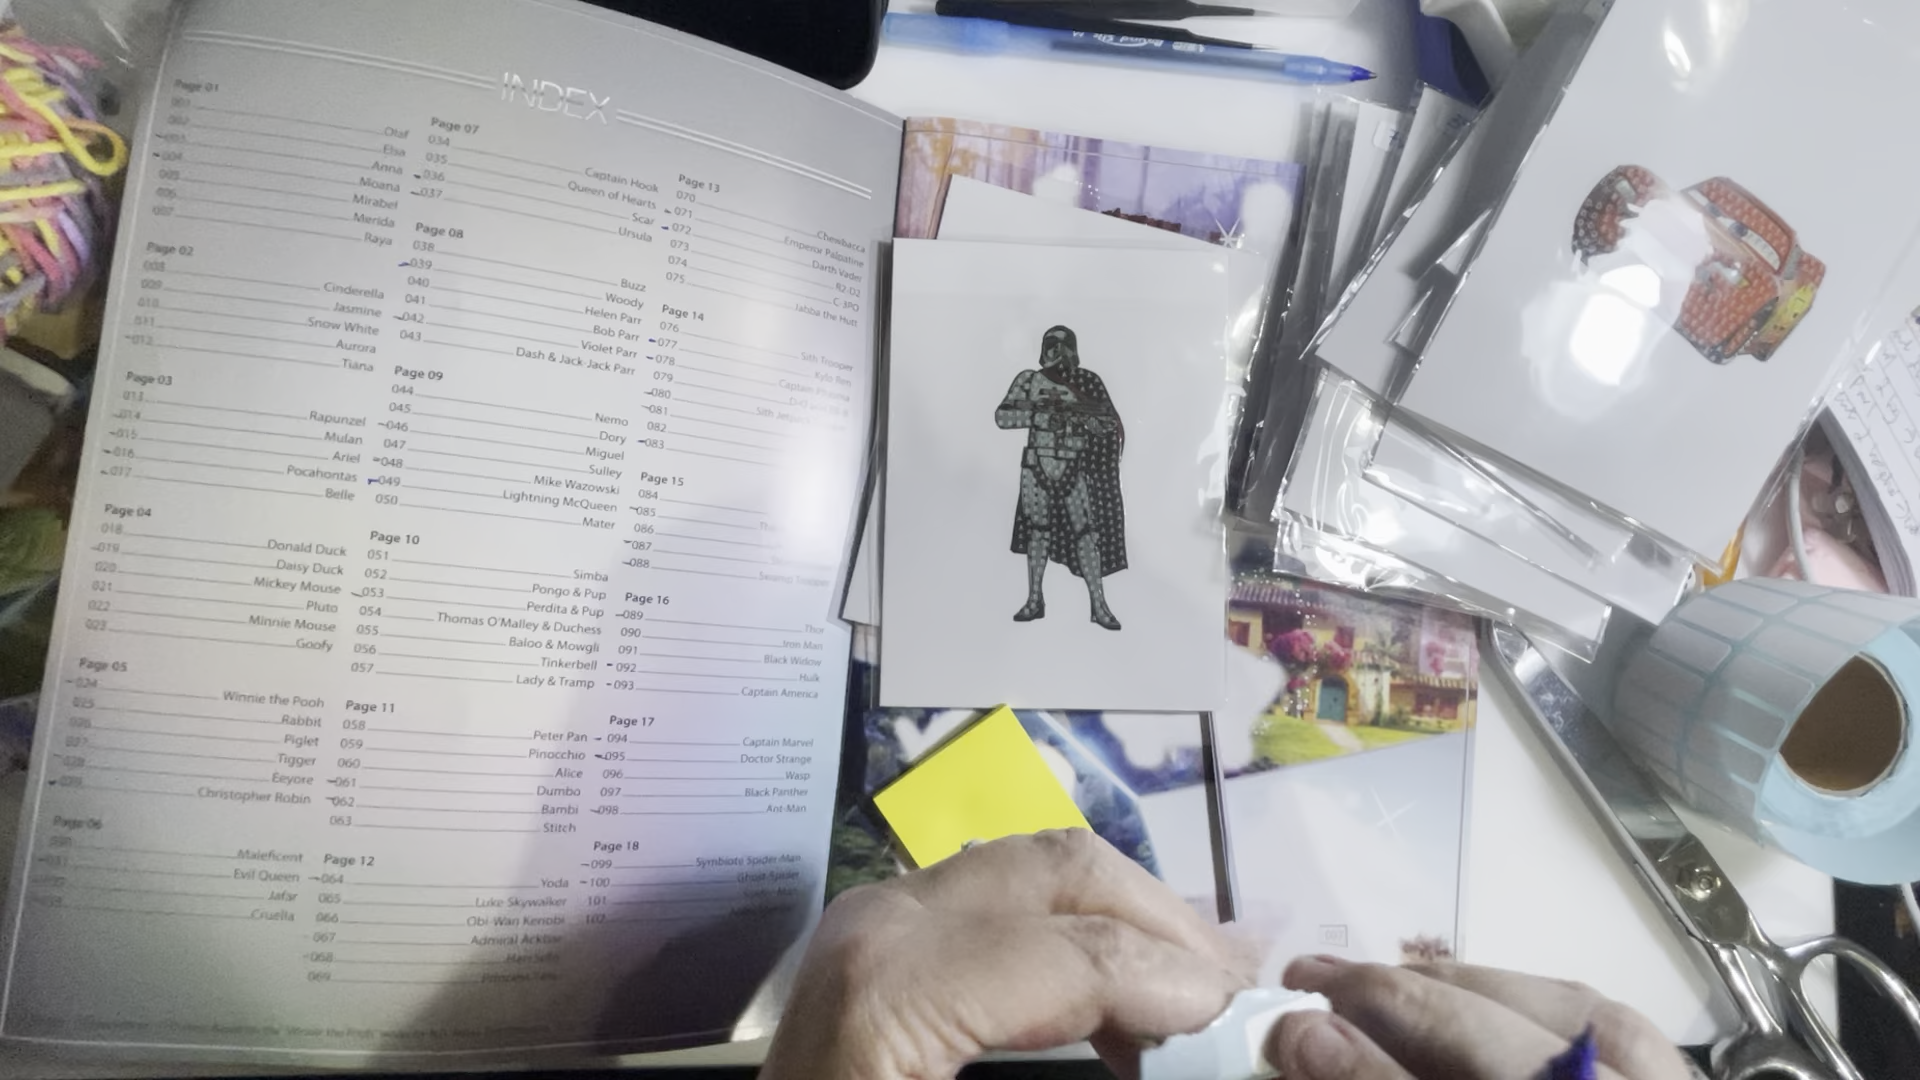 INDEX
Page 01
Olaf
Elsa
Anna
Moana
Mirabel
Merida
Raya
Page 02
Cinderella
Jasmine
Snow White
Aurora
Tiana
Page 03
013
014
015
016
017
Rapunzel
Mulan
Ariel
Pocahontas
Belle
Page 04
018
019
020
021
022
023
Donald Duck
Daisy Duck
Mickey Mouse
Pluto
Minnie Mouse
Goofy
Page 05
Winnie the Pooh
Rabbit
Piglet
Tigger
Eeyore
Christopher Robin
Page 06
Maleficent
Evil Queen
Jafar
Cruella
Page 07
034
035
036
037
Captain Hook
Queen of Hearts
Scar
Ursula
Page 08
038
039
040
041
042
043
Buzz
Woody
Helen Parr
Bob Parr
Violet Parr
Dash & Jack-Jack Parr
Page 09
044
045
046
047
048
049
050
Nemo
Dory
Miguel
Sulley
Mike Wazowski
Lightning McQueen
Mater
Page 10
051
052
053
054
055
056
057
Simba
Pongo & Pup
Perdita & Pup
Thomas O'Malley & Duchess
Baloo & Mowgli
Tinkerbell
Lady & Tramp
Page 11
058
059
060
061
062
063
Peter Pan
Pinocchio
Alice
Dumbo
Bambi
Stitch
Page 12
064
065
066
067
068
069
Yoda
Luke Skywalker
Obi-Wan Kenobi
Admiral Ackbar
Page 13
070
071
072
073
074
075
Chewbacca
Emperor Palpatine
Darth Vader
R2-D2
C-3PO
Jabba the Hutt
Page 14
076
077
078
079
080
081
082
083
Sith Trooper
Kylo Ren
Captain Phasma
Page 15
084
085
086
087
088
Page 16
089
090
091
092
093
Thor
Iron Man
Black Widow
Hulk
Captain America
Page 17
094
095
096
097
098
Captain Marvel
Doctor Strange
Wasp
Black Panther
Ant-Man
Page 18
099
100
101
102
Symbiote Spider-Man
Ghost-Spider